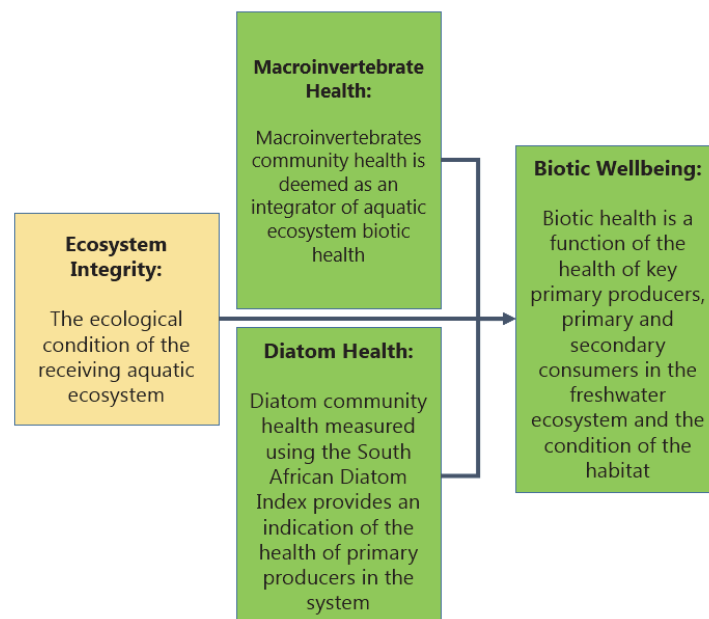 Macroinvertebrate
Health:
Macroinvertebrates
community health is
deemed as an
integrator of aquatic
ecosystem biotic
health
Ecosystem
Integrity:
The ecological
condition of the
receiving aquatic
ecosystem
Diatom Health:
Diatom community
health measured
using the South
African Diatom
Index provides an
indication of the
health of primary
producers in the
system
Biotic Wellbeing:
Biotic health is a
function of the
health of key
primary producers,
primary and
secondary
consumers in the
freshwater
ecosystem and the
condition of the
habitat